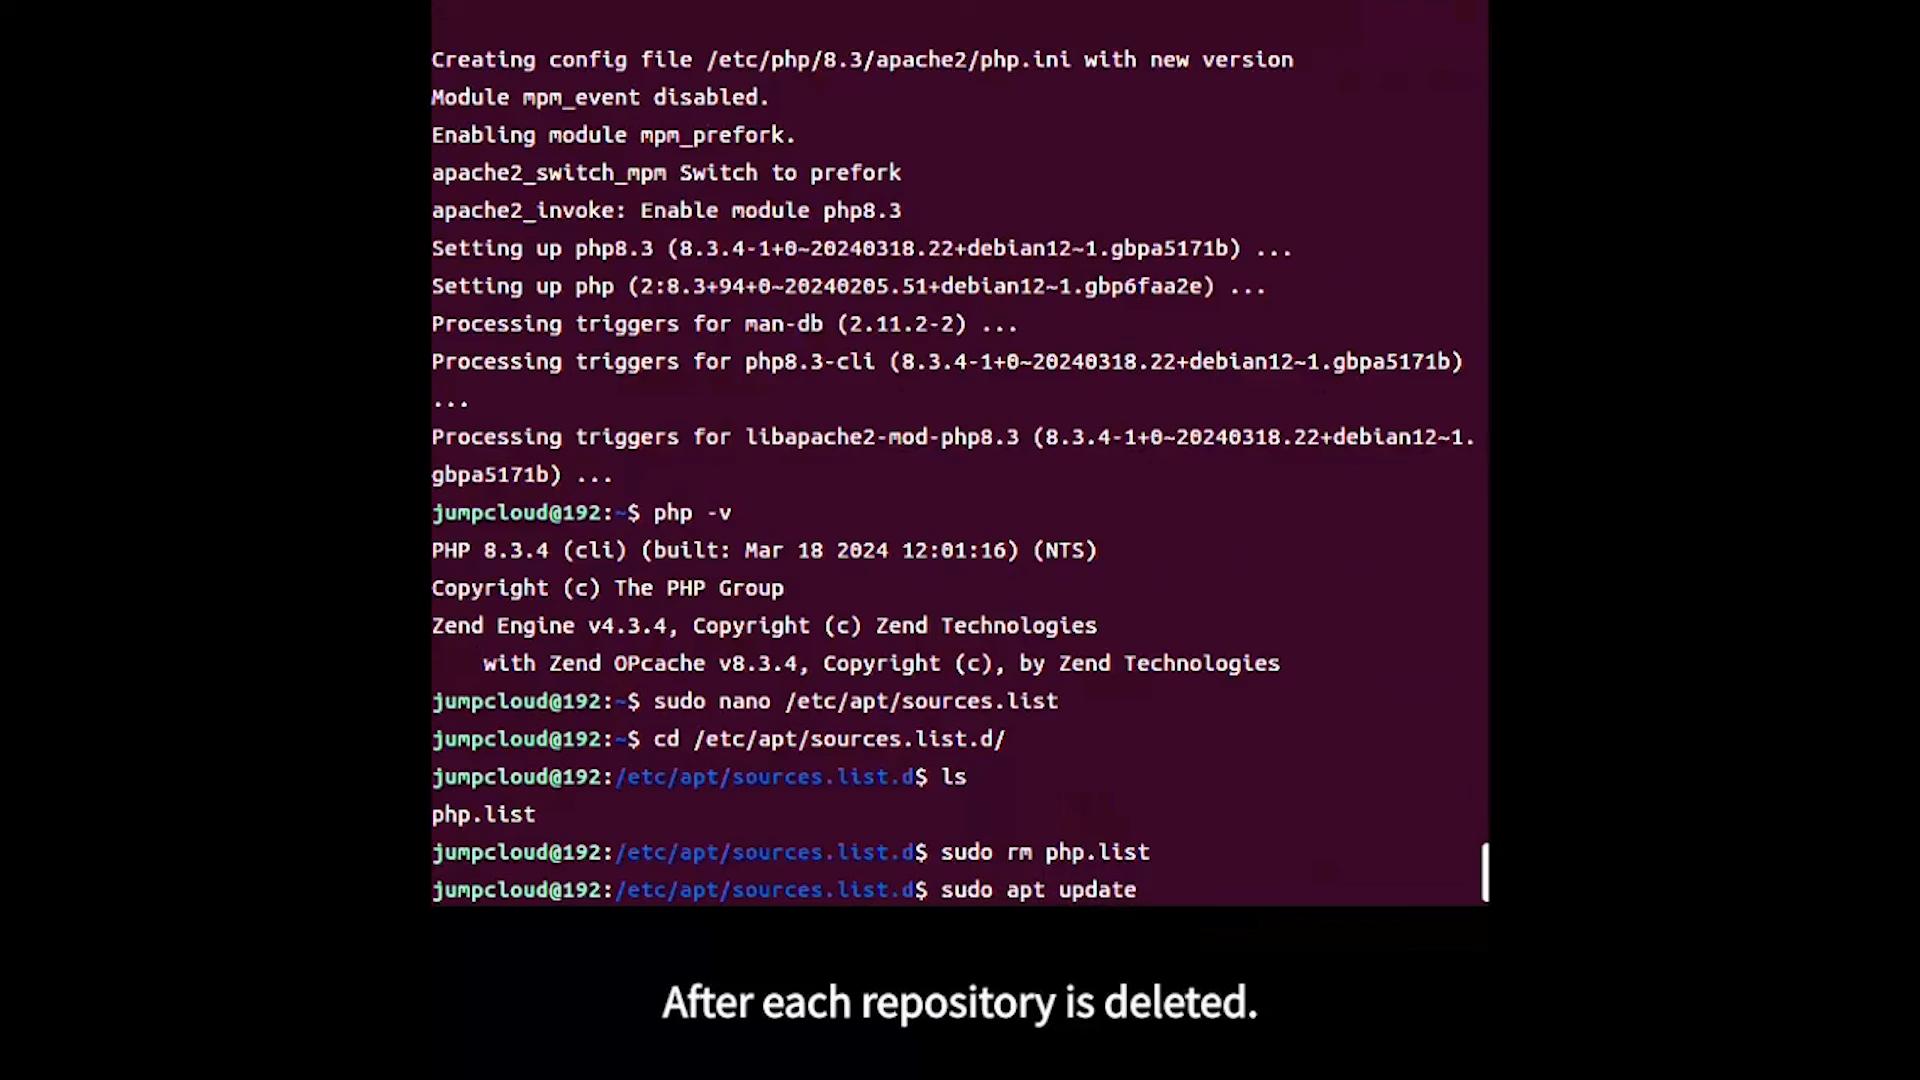 Creating config file /etc/php/8.3/apache2/php.ini with new version
Module mpm_event disabled.
Enabling module mpm_prefork.
apache2_switch_mpm Switch to prefork
apache2_invoke: Enable module php8.3
Setting up php8.3 (8.3.4-1+0~20240318.22+debian12~1.gbpa5171b) ...
Setting up php (2:8.3+94+0~20240205.51+debian12~1.gbp6faa2e) ...
Processing triggers for man-db (2.11.2-2) ...
Processing triggers for php8.3-cli (8.3.4-1+0~20240318.22+debian12~1.gbpa5171b)
...
Processing triggers for libapache2-mod-php8.3 (8.3.4-1+0~20240318.22+debian12~1.
gbpa5171b) ...
jumpcloud@192:~$ php -v
PHP 8.3.4 (cli) (built: Mar 18 2024 12:01:16) (NTS)
Copyright (c) The PHP Group
Zend Engine v4.3.4, Copyright (c) Zend Technologies
    with Zend OPcache v8.3.4, Copyright (c), by Zend Technologies
jumpcloud@192:~$ sudo nano /etc/apt/sources.list
jumpcloud@192:~$ cd /etc/apt/sources.list.d/
jumpcloud@192:/etc/apt/sources.list.d$ ls
php.list
jumpcloud@192:/etc/apt/sources.list.d$ sudo rm php.list
jumpcloud@192:/etc/apt/sources.list.d$ sudo apt update
After each repository is deleted.